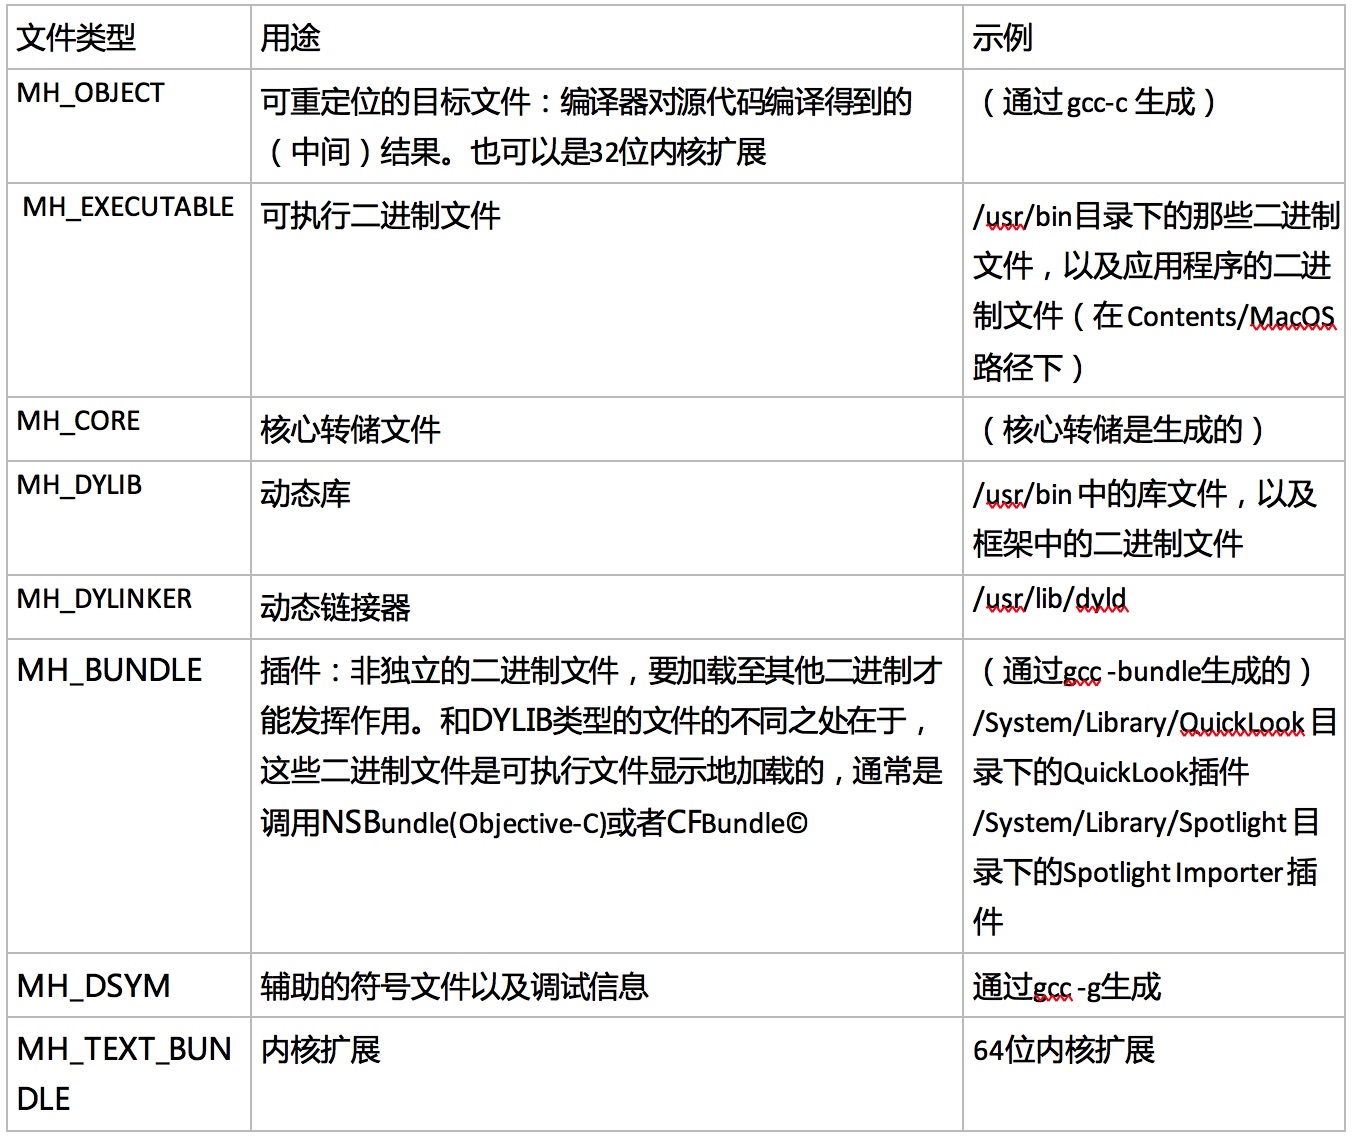 文件类型
用途
示例
MH_OBJECT
可重定位的目标文件：编译器对源代码编译得到的
（中间）结果。也可以是32位内核扩展
（通过gcc-c 生成）
MH_EXECUTABLE
可执行二进制文件
/usr/bin目录下的那些二进制
文件，以及应用程序的二进
制文件（在Contents/MacOS
路径下）
MH_CORE
核心转储文件
（核心转储是生成的）
MH_DYLIB
动态库
/usr/bin 中的库文件，以及
框架中的二进制文件
MH_DYLINKER
动态链接器
/usr/lib/dyld
MH_BUNDLE
插件：非独立的二进制文件，要加载至其他二进制才
能发挥作用。和DYLIB类型的文件的不同之处在于，
这些二进制文件是可执行文件显示地加载的，通常是
调用NSBundle(Objective-C)或者CFBundle©
（通过gcc -bundle生成的）
/System/Library/QuickLook 目
录下的QuickLook插件
/System/Library/Spotlight 目
录下的Spotlight Importer插
件
MH_DSYM
辅助的符号文件以及调试信息
通过gcc -g生成
MH_TEXT_BUN
DLE
内核扩展
64位内核扩展